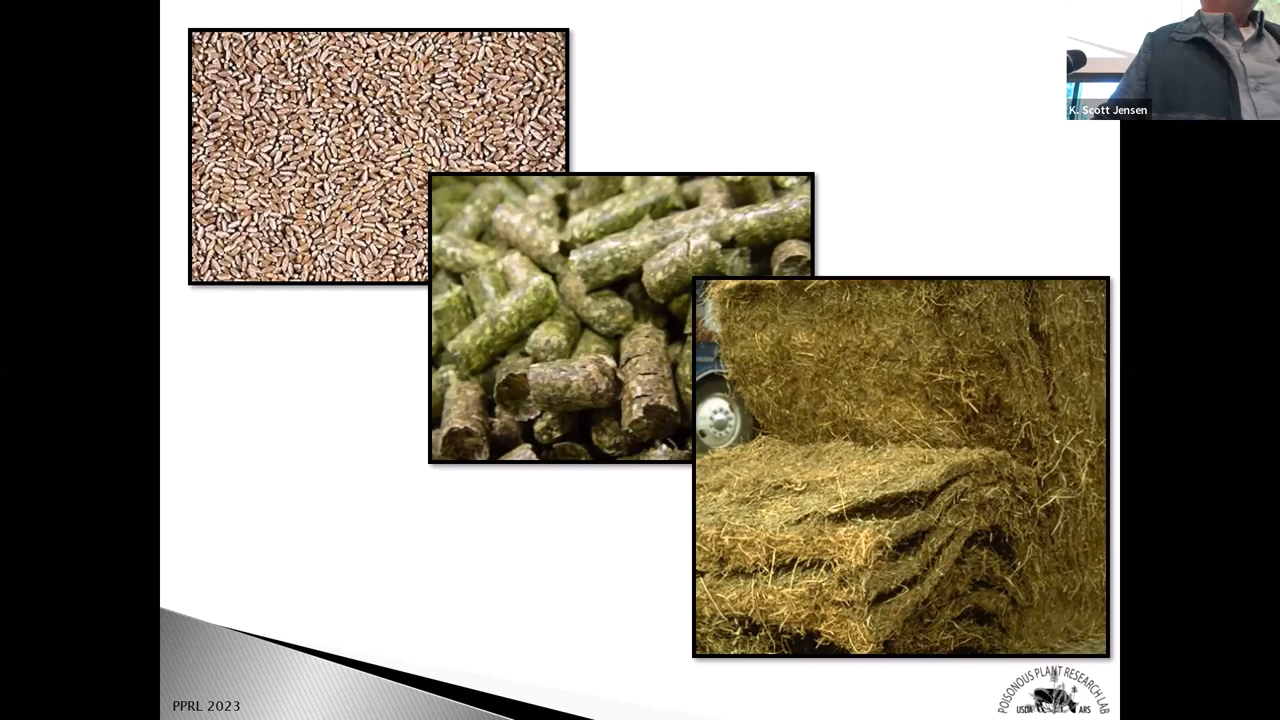 K. Scott Jensen
PPRL 2023
POISONOUS PLANT RESEARCH LAB
USDA ARS